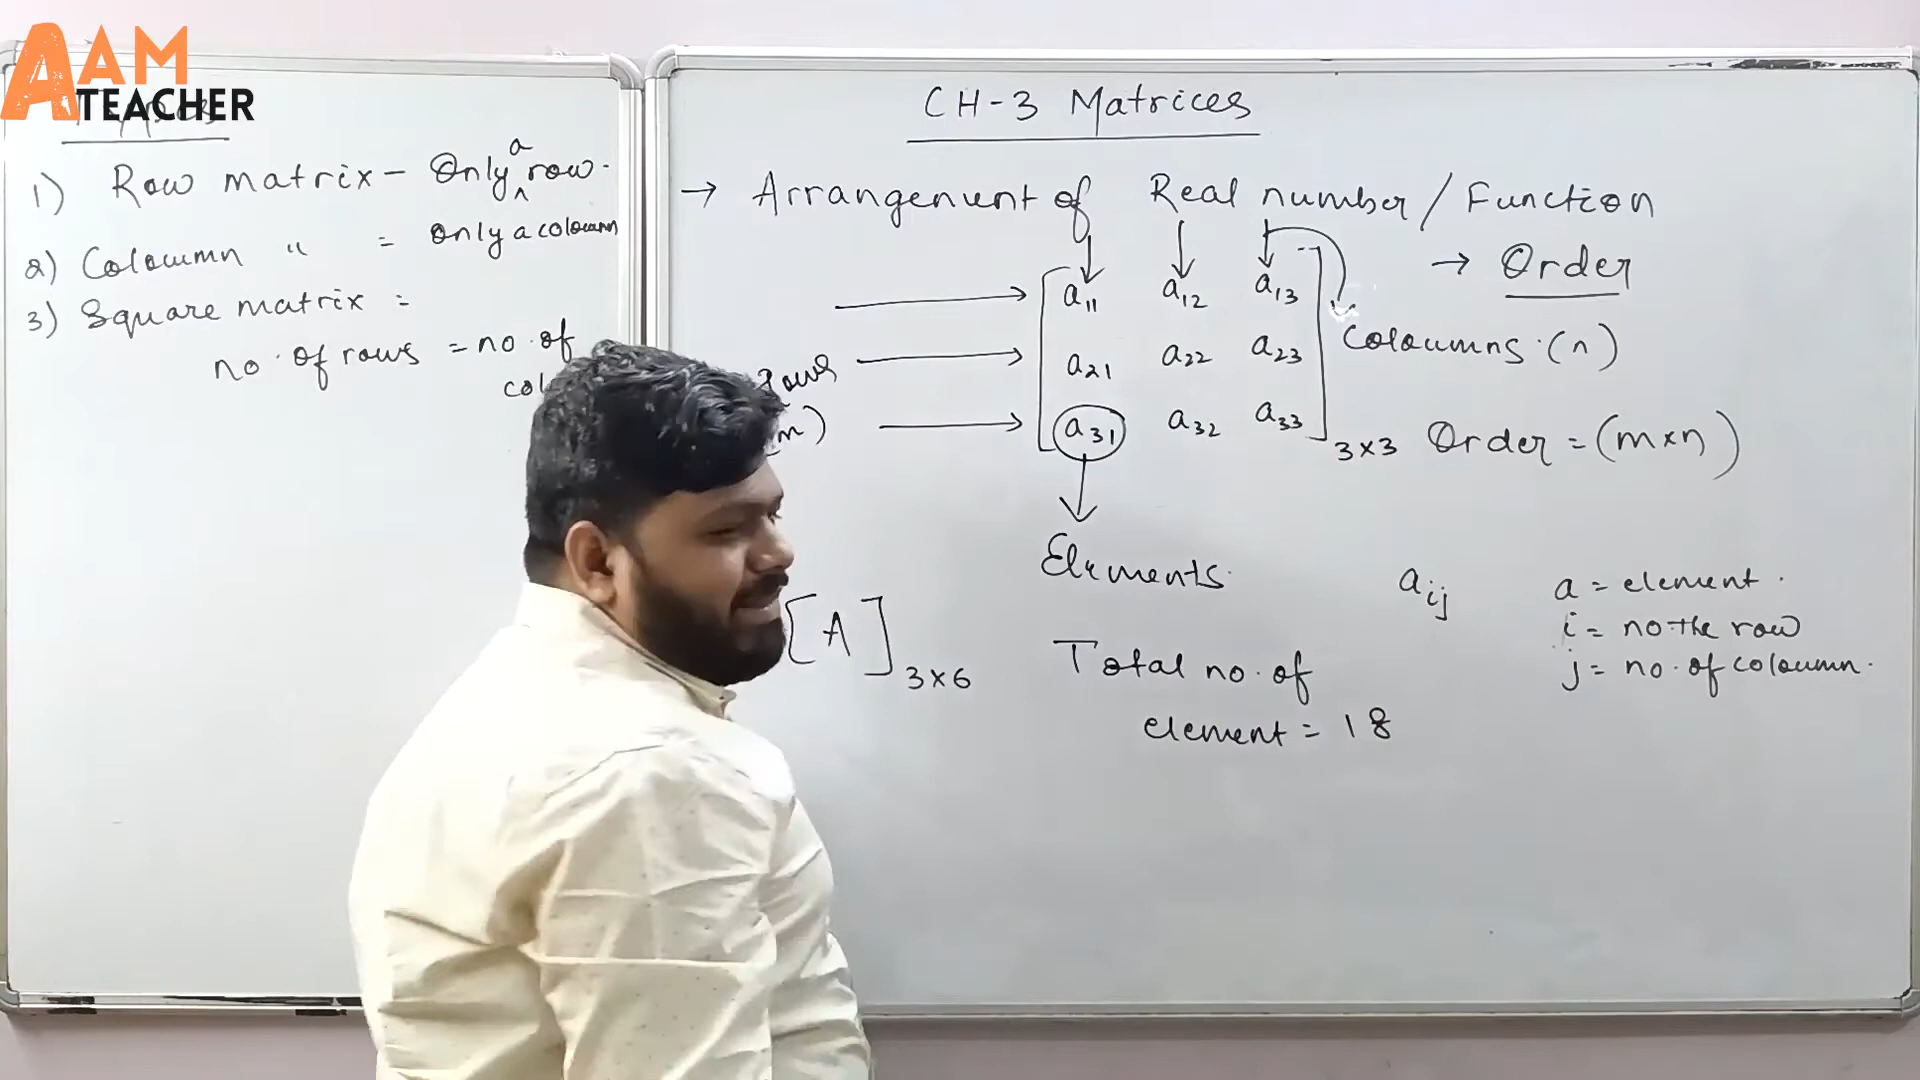 AAM
TEACHER
1) Row matrix - Only a row.
2) Coloumn " = Only a coloumn
3) Square matrix =
no. of rows = no. of
CH-3 Matrices
→ Arrangement of Real number / Function
→ Order
a11 a12 a13
Coloumns. (n)
a21 a22 a23
Rows
a31 a32 a33
3×3 Order = (m×n)
Elements.
aij a = element.
i = no the row
j = no. of coloumn.
[A] 3×6
Total no. of
element = 18